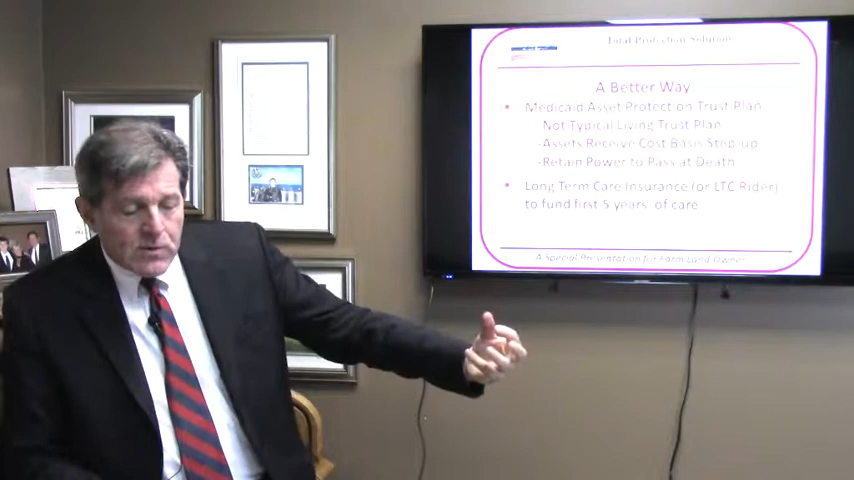 Total Protection Solution
A Better Way:
• Medicaid Asset Protection Trust Plan
Not Typical Living Trust Plan
-Assets Receive Cost Basis Step-up
-Retain Power to Pass at Death
• Long Term Care Insurance (or LTC Rider)
to fund first 5 years of care
A Special Presentation for Farm Land Owner